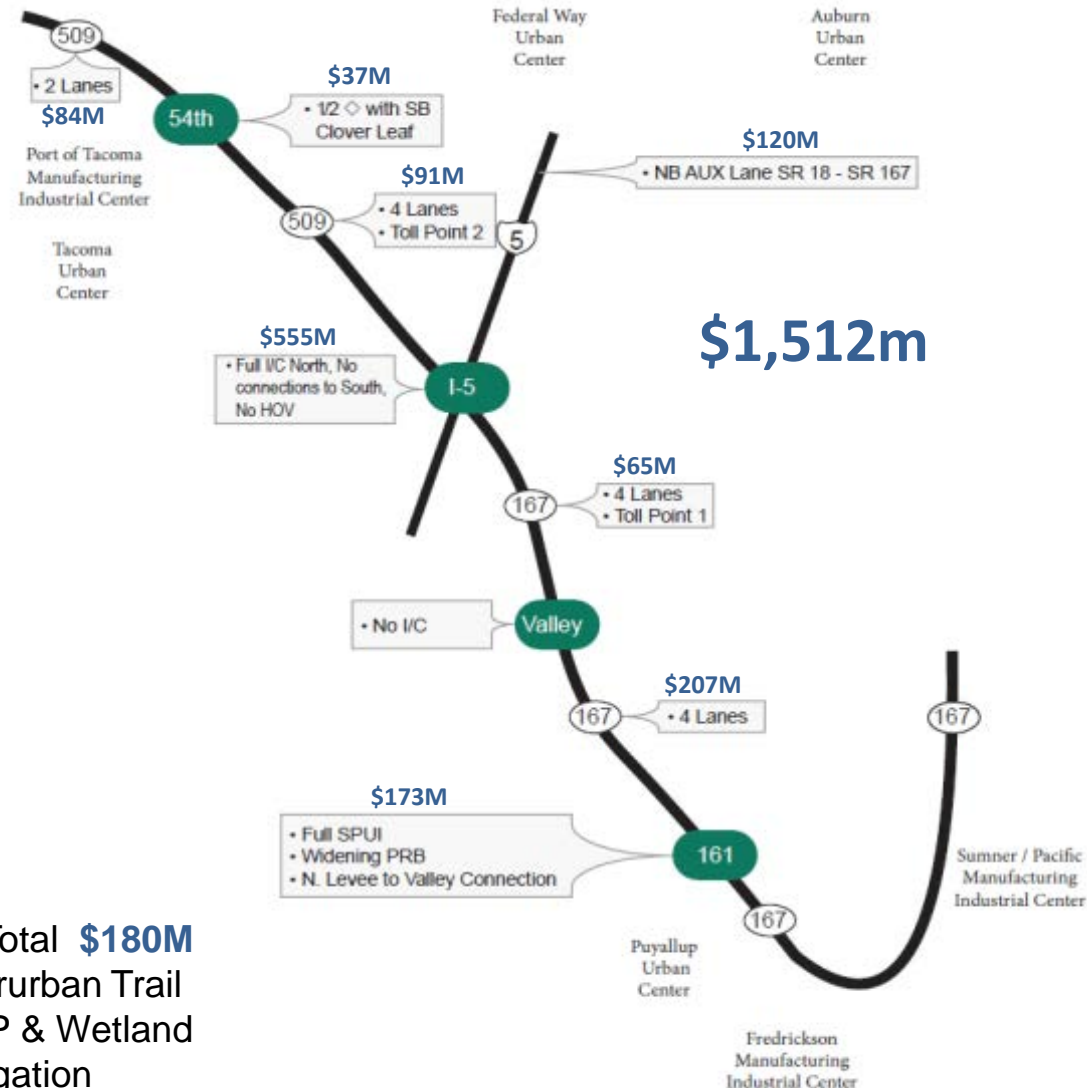 509
• 2 Lanes
$84M
54th
$37M
• 1/2 ◇ with SB
Clover Leaf
Federal Way
Urban
Center
Auburn
Urban
Center
Port of Tacoma
Manufacturing
Industrial Center
Tacoma
Urban
Center
$91M
509
• 4 Lanes
• Toll Point 2
5
$120M
• NB AUX Lane SR 18 - SR 167
$1,512m
$555M
• Full I/C North, No
connections to South,
No HOV
I-5
$65M
167
• 4 Lanes
• Toll Point 1
• No I/C
Valley
$207M
167
• 4 Lanes
167
$173M
• Full SPUI
• Widening PRB
• N. Levee to Valley Connection
161
167
Sumner / Pacific
Manufacturing
Industrial Center
Puyallup
Urban
Center
Fredrickson
Manufacturing
Industrial Center
$180M
rurban Trail
P & Wetland
gation